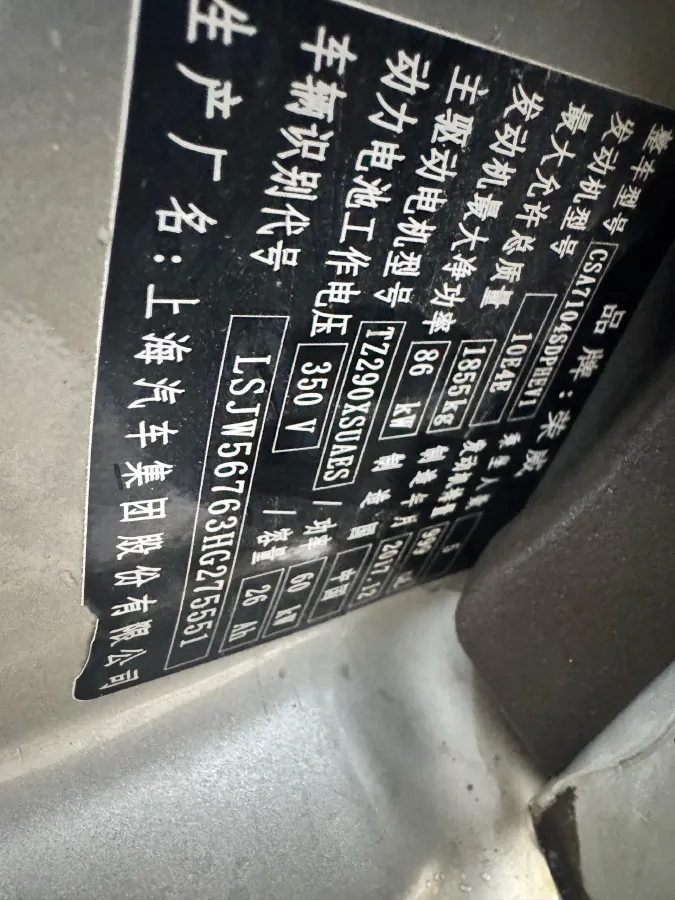 品牌:荣威
整车型号 CSA7104SDPHEV1 乘坐人数 5
发动机型号 10E4E 发动机排量 999 mL
最大允许总质量 1855kg 制造年月 2017.12
发动机最大净功率 86 kW 制造国 中国
主驱动电机型号 TZ290XSUAES /功率 60 kW
动力电池工作电压 350 V /容量 26 Ah
车辆识别代号 LSJW56763HG275551
生产厂名:上海汽车集团股份有限公司